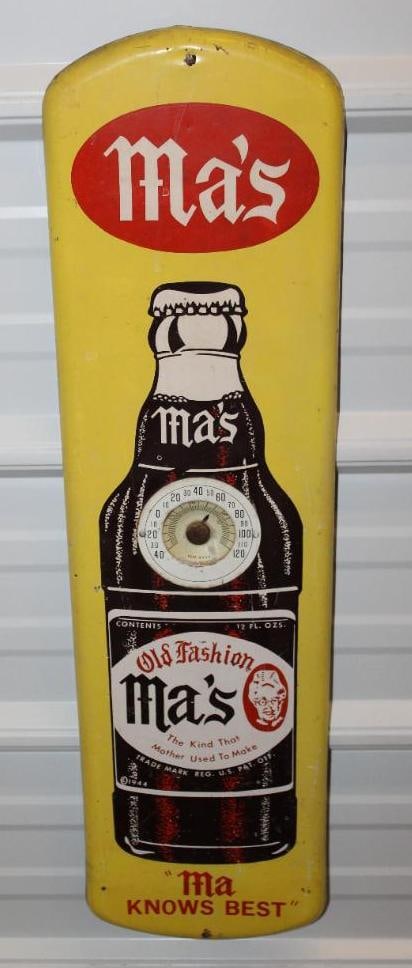 Ma's
Ma's
40 30 20 10 0 10 20 30 40 50 60 70 80 90 100 110 120
CONTENTS 12 FL. OZS.
Old Fashion
Ma's
The Kind That
Mother Used To Make
TRADE MARK REG. U.S. PAT. OFF.
©1944
"Ma
KNOWS BEST"